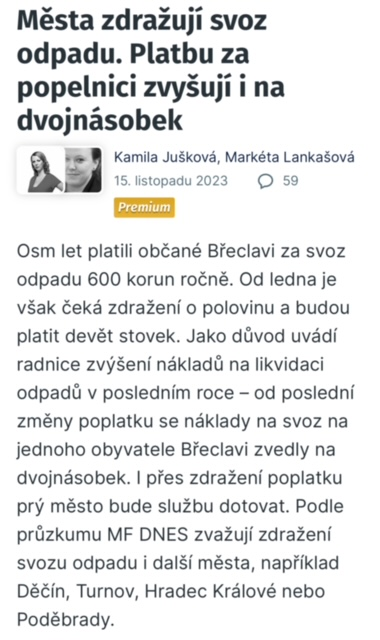 Města zdražují svoz
odpadu. Platbu za
popelnici zvyšují i na
dvojnásobek
Kamila Jušková, Markéta Lankašová
15. listopadu 2023 59
Premium
Osm let platili občané Břeclavi za svoz
odpadu 600 korun ročně. Od ledna je
však čeká zdražení o polovinu a budou
platit devět stovek. Jako důvod uvádí
radnice zvýšení nákladů na likvidaci
odpadů v posledním roce – od poslední
změny poplatku se náklady na svoz na
jednoho obyvatele Břeclavi zvedly na
dvojnásobek. I přes zdražení poplatku
prý město bude službu dotovat. Podle
průzkumu MF DNES zvažují zdražení
svozu odpadu i další města, například
Děčín, Turnov, Hradec Králové nebo
Poděbrady.